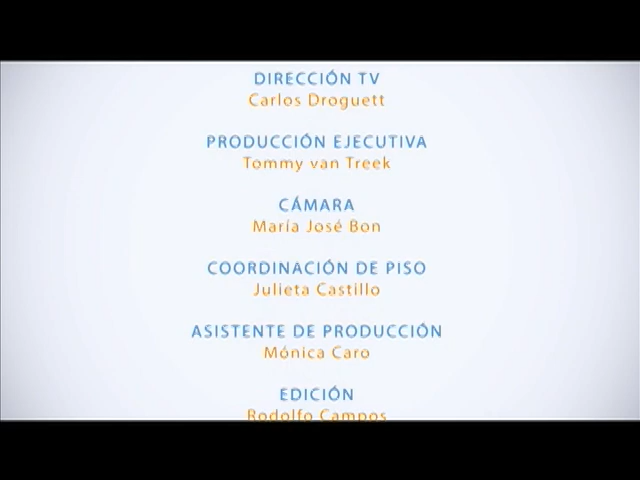 DIRECCIÓN TV
Carlos Droguett
PRODUCCIÓN EJECUTIVA
Tommy van Treek
CÁMARA
María José Bon
COORDINACIÓN DE PISO
Julieta Castillo
ASISTENTE DE PRODUCCIÓN
Mónica Caro
EDICIÓN
Rodolfo Campos